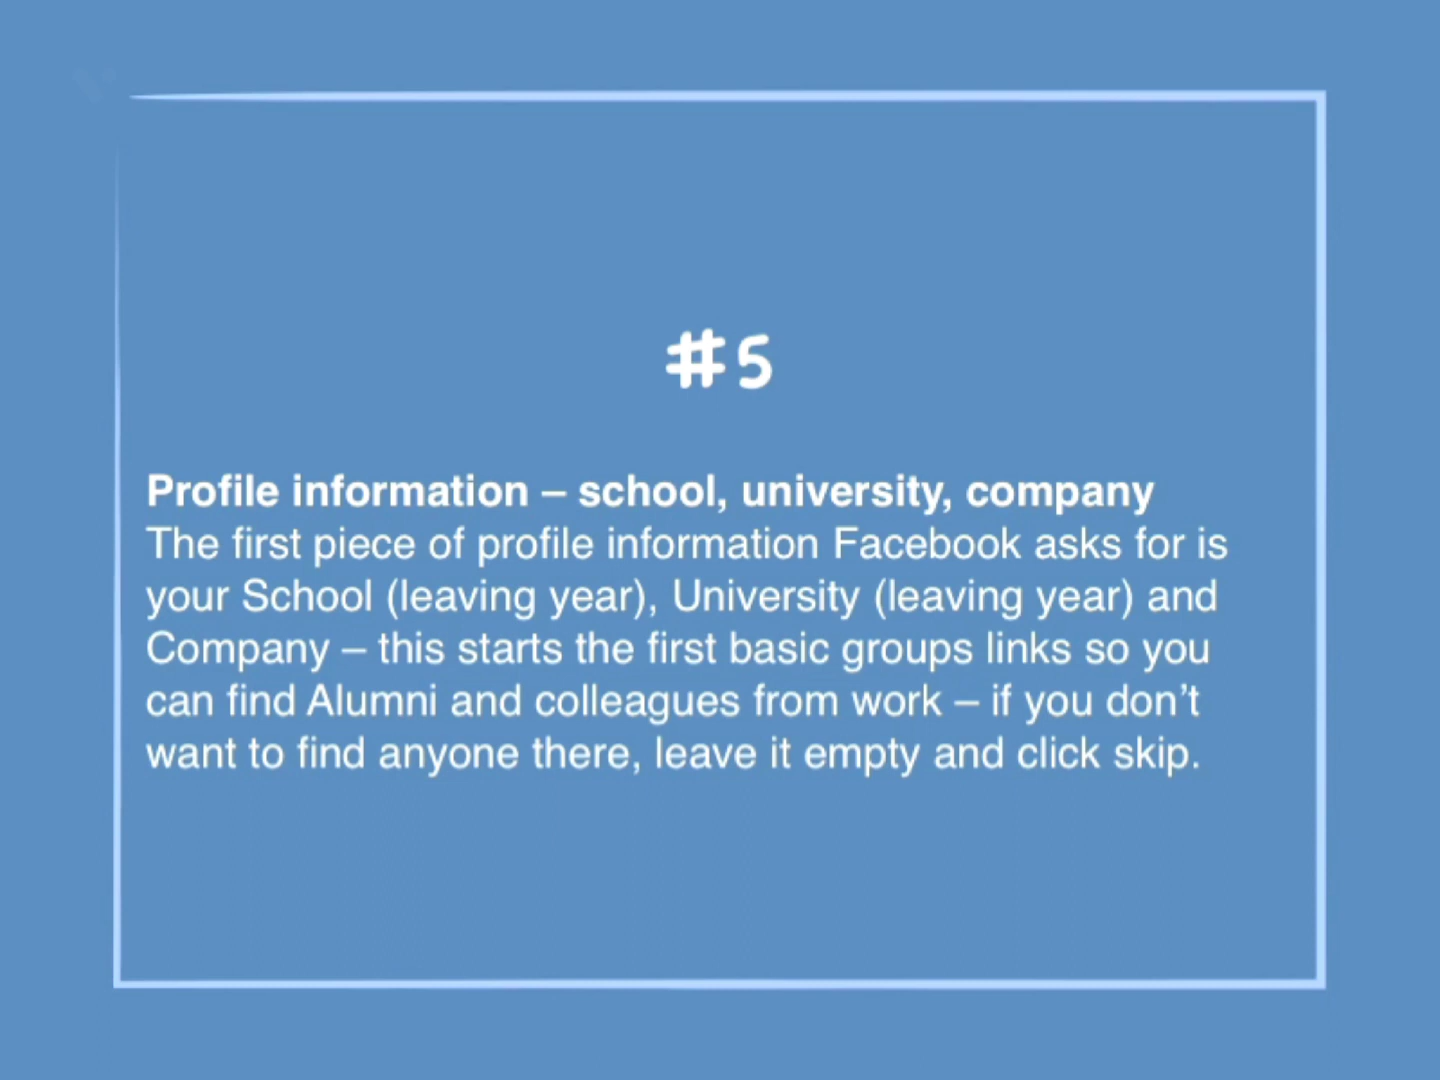 #5
Profile information – school, university, company
The first piece of profile information Facebook asks for is
your School (leaving year), University (leaving year) and
Company – this starts the first basic groups links so you
can find Alumni and colleagues from work – if you don’t
want to find anyone there, leave it empty and click skip.